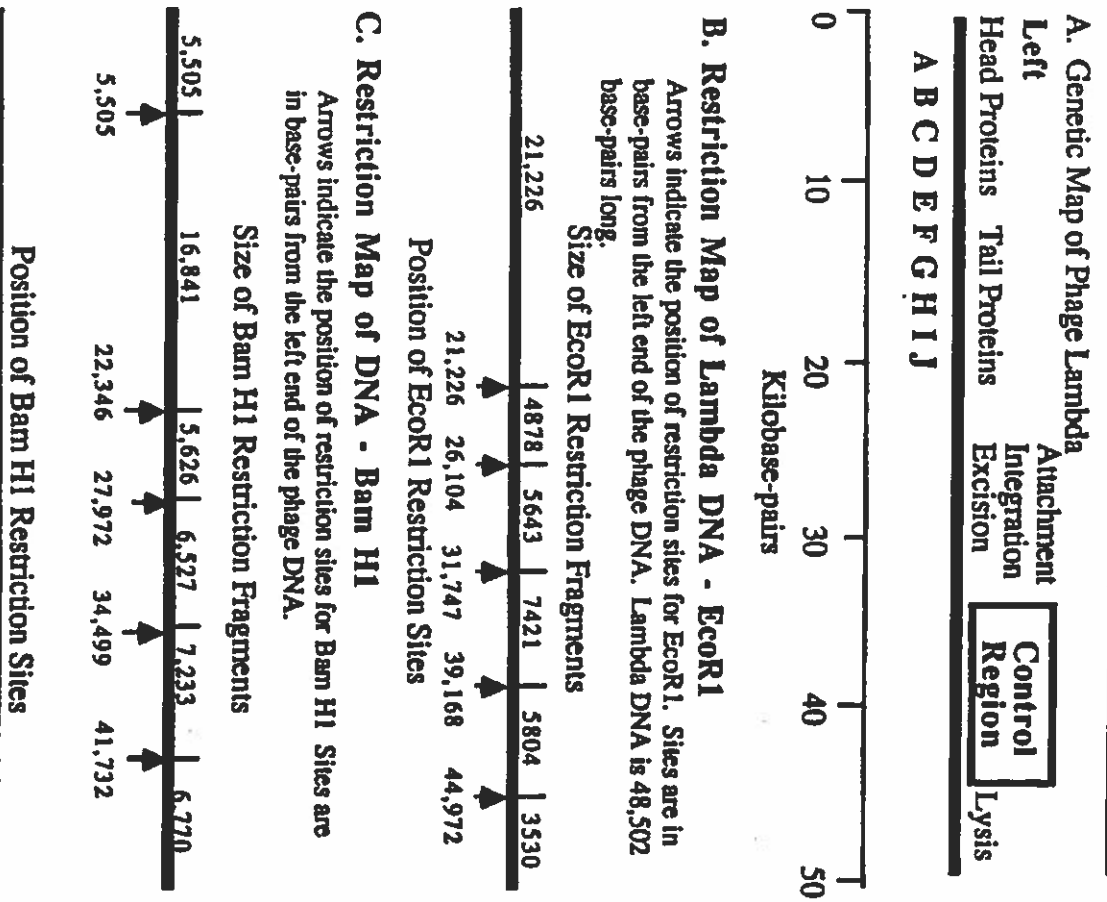 A. Genetic Map of Phage Lambda
Left
Attachment
Integration
Excision
Head Proteins Tail Proteins
Control
Region
Lysis
A B C D E F G H I J
0 10 20 30 40 50
Kilobase-pairs
B. Restriction Map of Lambda DNA - EcoR1
Arrows indicate the position of restriction sites for EcoR1. Sites are in
base-pairs from the left end of the phage DNA. Lambda DNA is 48,502
base-pairs long.
Size of EcoR1 Restriction Fragments
21,226 4878 5643 7421 5804 3530
21,226 26,104 31,747 39,168 44,972
Position of EcoR1 Restriction Sites
C. Restriction Map of DNA - Bam H1
Arrows indicate the position of restriction sites for Bam H1 Sites are
in base-pairs from the left end of the phage DNA.
Size of Bam H1 Restriction Fragments
5,505 16,841 5,626 6,527 7,233 6,770
5,505 22,346 27,972 34,499 41,732
Position of Bam H1 Restriction Sites